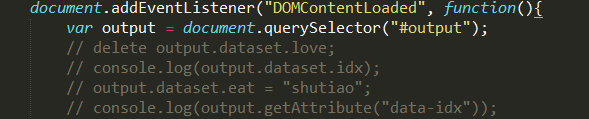 document.addEventListener("DOMContentLoaded", function(){
    var output = document.querySelector("#output");
    // delete output.dataset.love;
    // console.log(output.dataset.idx);
    // output.dataset.eat = "shutiao";
    // console.log(output.getAttribute("data-idx"));